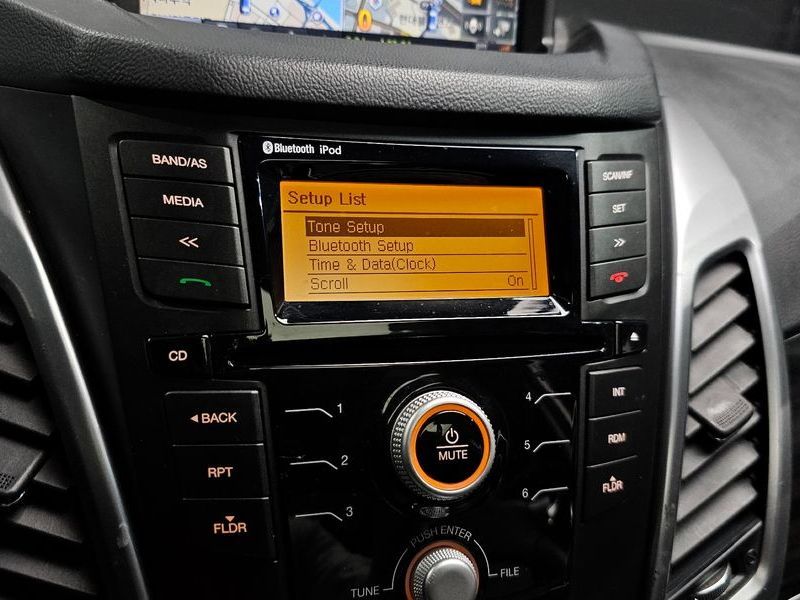 Bluetooth iPod
BAND/AS
MEDIA
<<
Setup List
Tone Setup
Bluetooth Setup
Time & Data(Clock)
Scroll On
SCAN/INF
SET
>>
CD
◀BACK
RPT
FLDR
1
2
3
MUTE
4
5
6
INT
RDM
FLDR
PUSH ENTER
TUNE
FILE